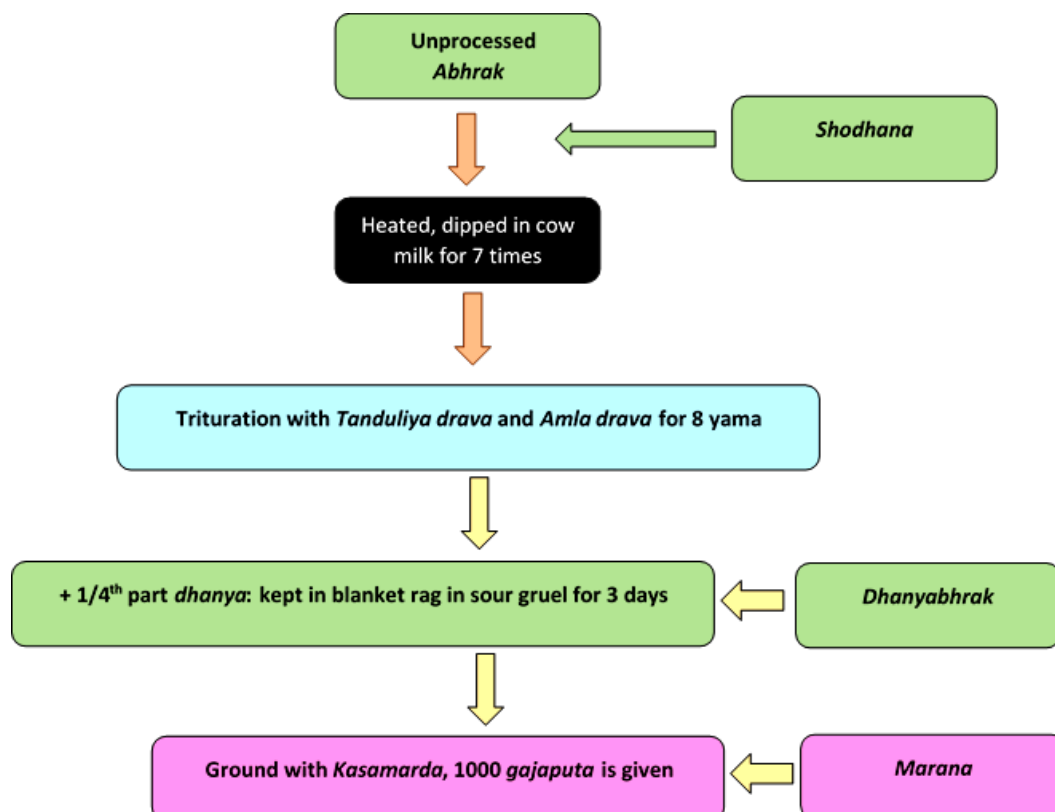 Unprocessed
Abhrak
Shodhana
Heated, dipped in cow
milk for 7 times
Trituration with Tanduliya drava and Amla drava for 8 yama
+ 1/4th part dhanya: kept in blanket rag in sour gruel for 3 days
Dhanyabhrak
Ground with Kasamarda, 1000 gajaputa is given
Marana